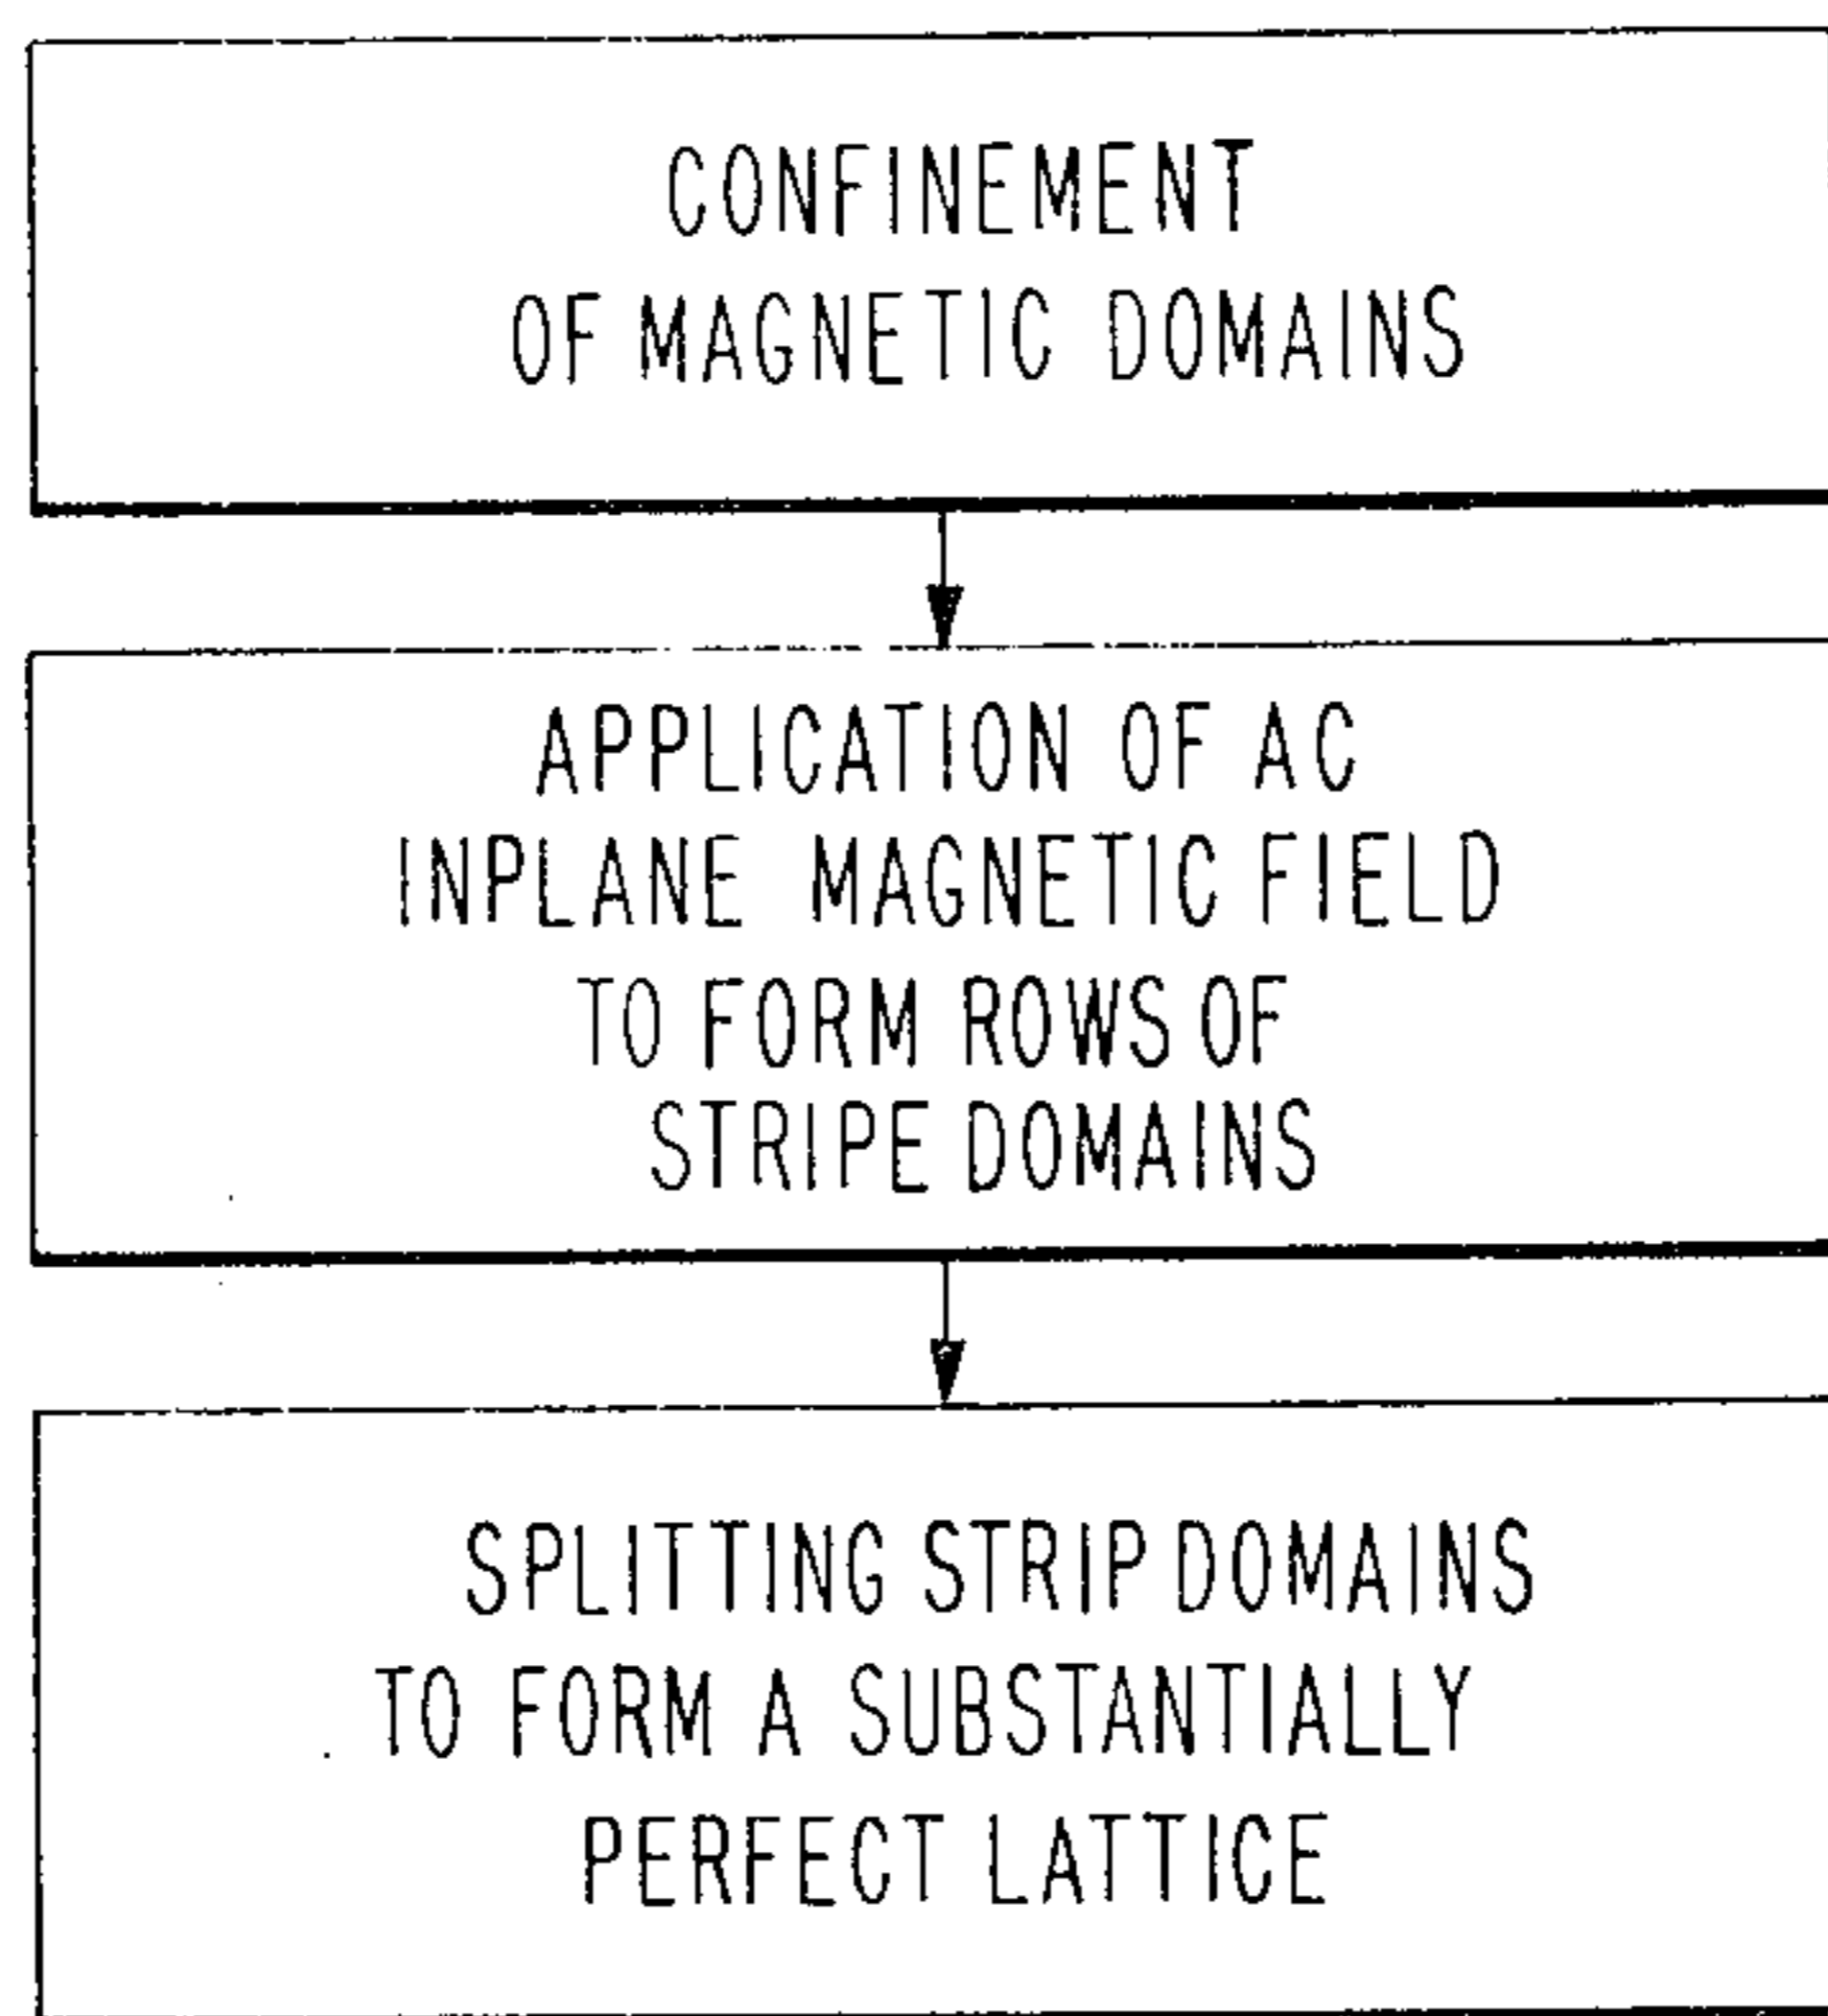 CONFINEMENT
OF MAGNETIC DOMAINS
APPLICATION OF AC
INPLANE MAGNETIC FIELD
TO FORM ROWS OF
STRIPE DOMAINS
SPLITTING STRIP DOMAINS
TO FORM A SUBSTANTIALLY
PERFECT LATTICE